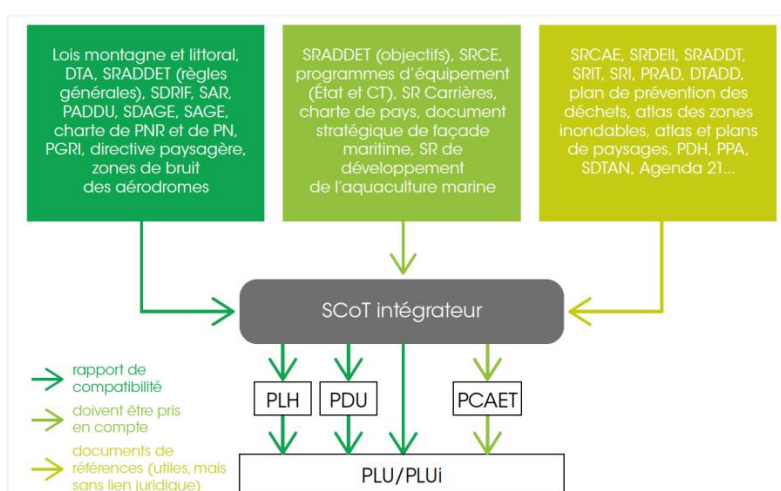 Lois montagne et littoral,
DTA, SRADDET (règles
générales), SDRIF, SAR,
PADDU, SDAGE, SAGE,
charte de PNR et de PN,
PGRI, directive paysagère,
zones de bruit
des aérodromes
SRADDET (objectifs), SRCE,
programmes d'équipement
(État et CT), SR Carrières,
charte de pays, document
stratégique de façade
maritime, SR de
développement
de l'aquaculture marine
SRCAE, SRDEII, SRADDT,
SRIT, SRI, PRAD, DTADD,
plan de prévention des
déchets, atlas des zones
inondables, atlas et plans
de paysages, PDH, PPA,
SDTAN, Agenda 21...
SCoT intégrateur
rapport de
compatibilité
doivent être pris
en compte
documents de
références (utiles, mais
sans lien juridique)
PLH
PDU
PCAET
PLU/PLUi